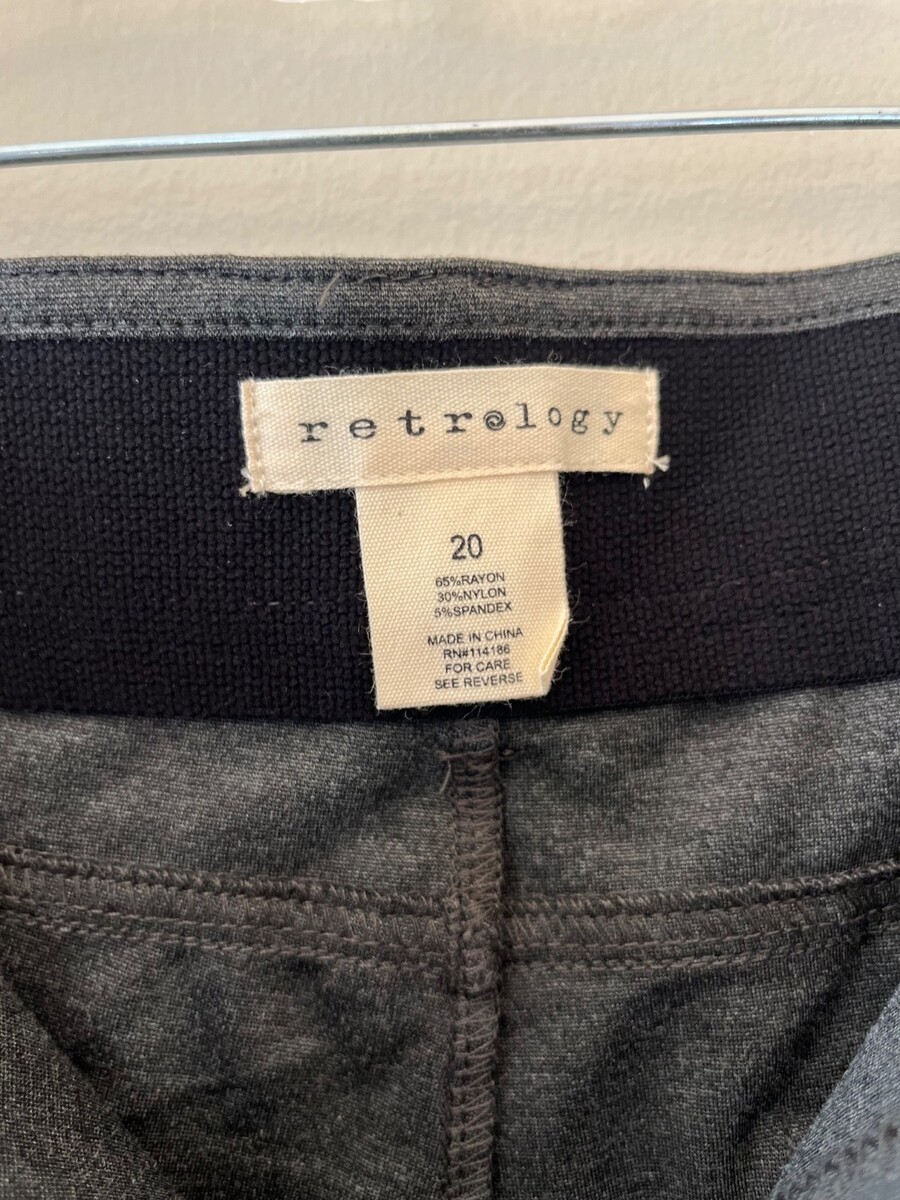 retrology
20
65%RAYON
30%NYLON
5%SPANDEX
MADE IN CHINA
RN#114186
FOR CARE
SEE REVERSE